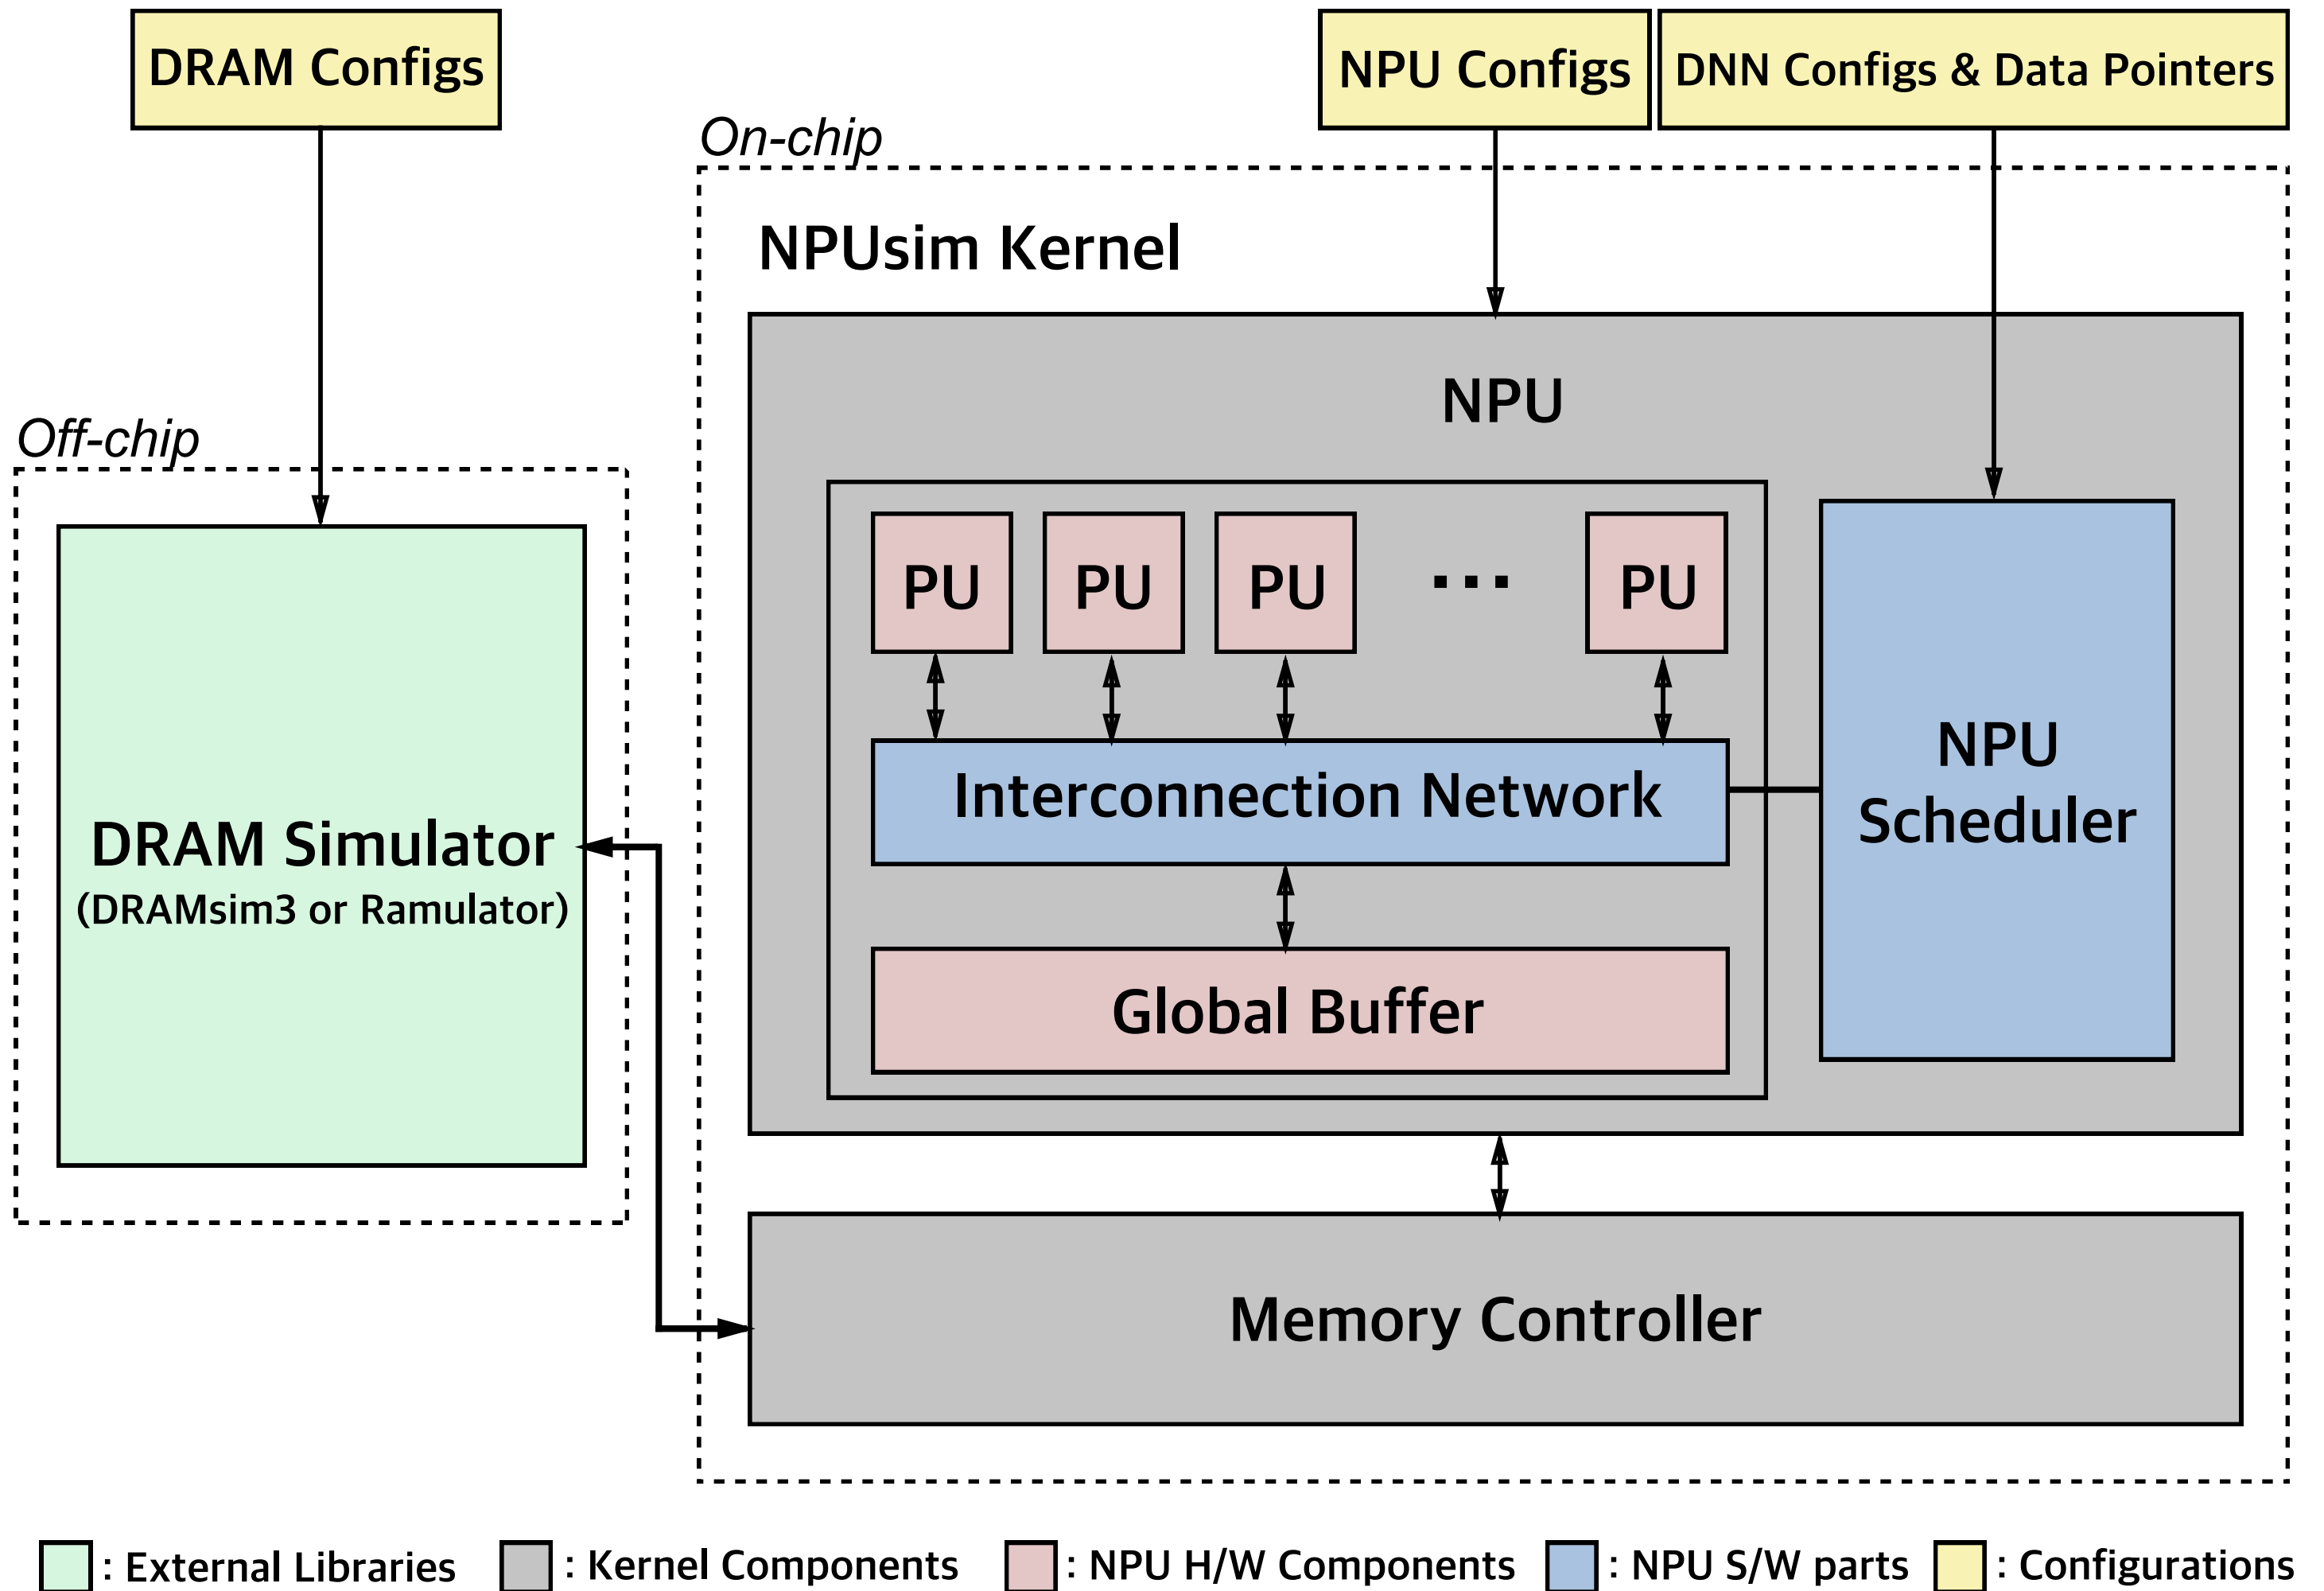 DRAM Configs
NPU Configs
DNN Configs & Data Pointers
On-chip
NPUsim Kernel
NPU
Off-chip
PU
PU
PU
...
PU
NPU
Scheduler
Interconnection Network
DRAM Simulator
(DRAMsim3 or Ramulator)
Global Buffer
Memory Controller
: External Libraries
: Kernel Components
: NPU H/W Components
: NPU S/W parts
: Configurations